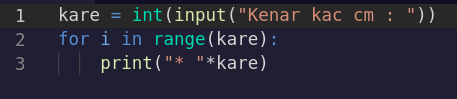 1 kare = int(input("Kenar kac cm : "))
2 for i in range(kare):
3     print("* "*kare)